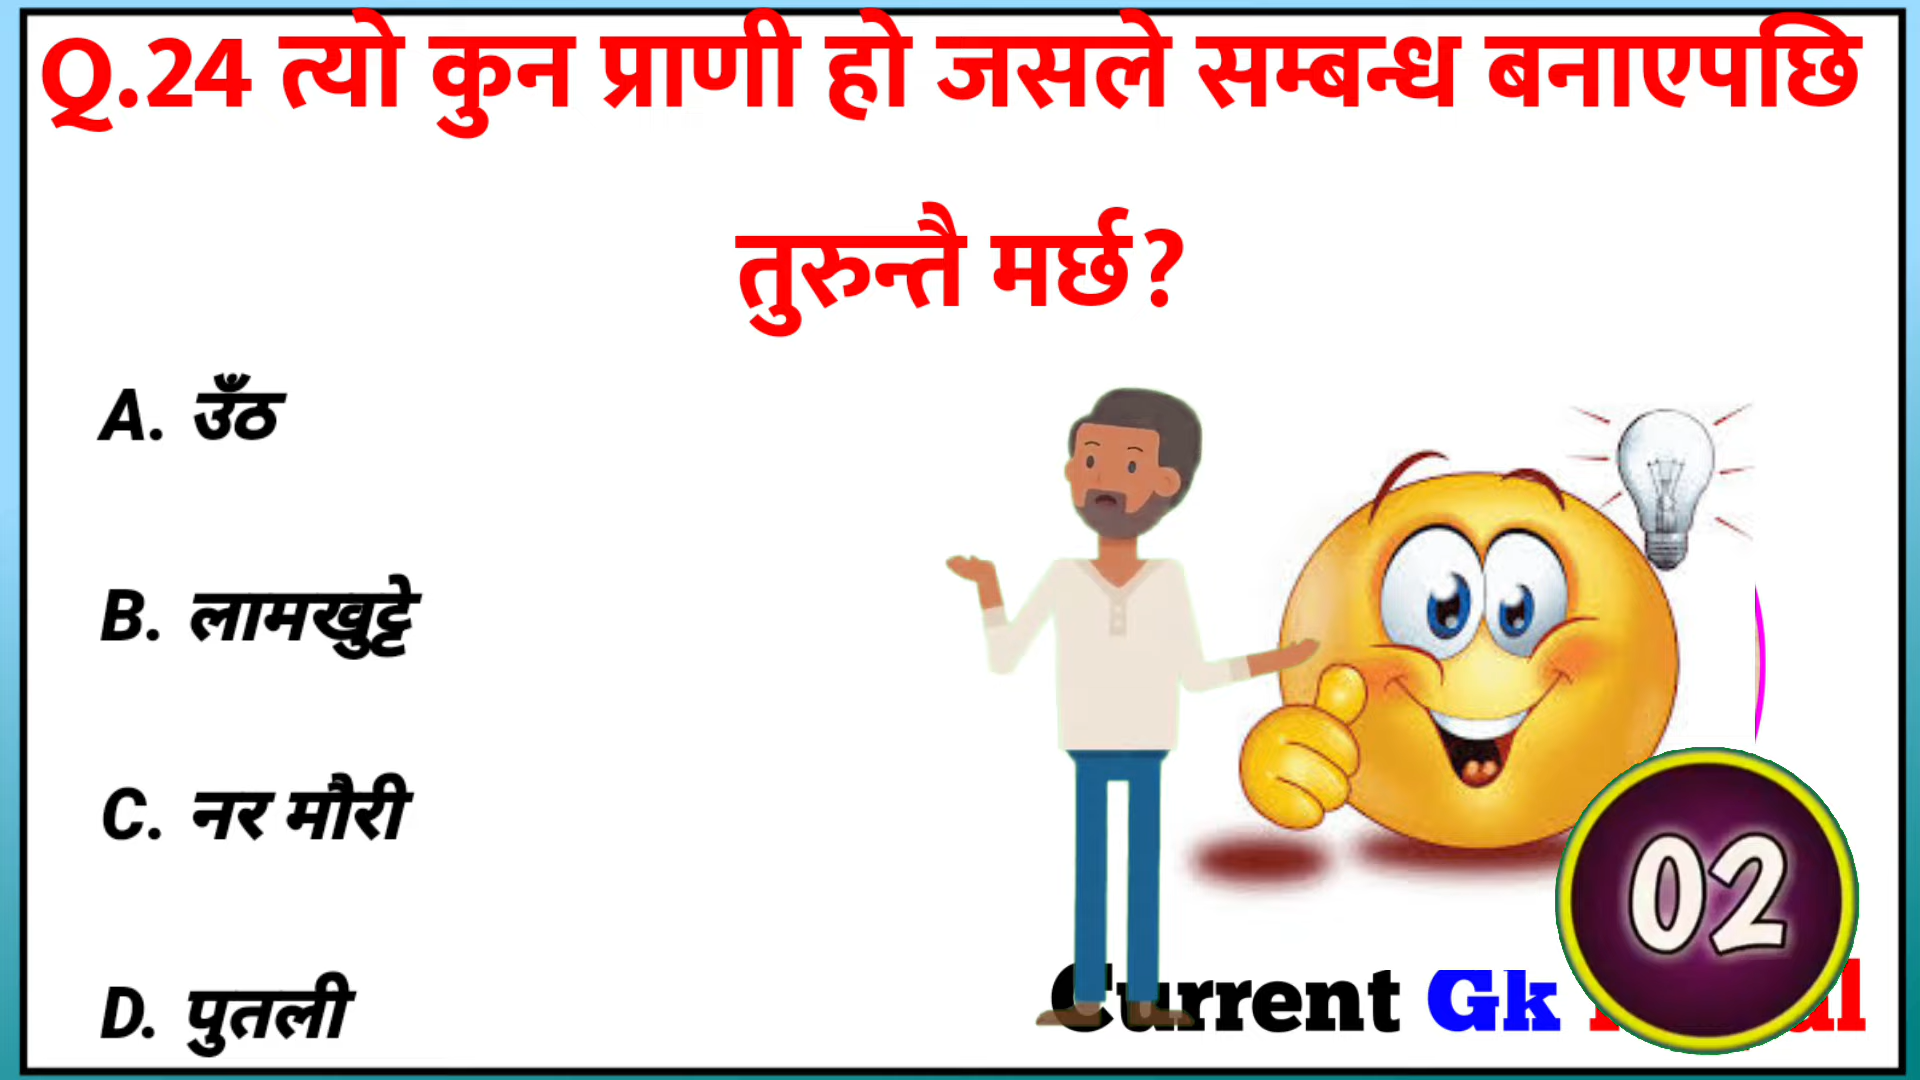 Q.24 त्यो कुन प्राणी हो जसले सम्बन्ध बनाएपछि
तुरुन्तै मर्छ?
A. उँठ
B. लामखुट्टे
C. नर मौरी
D. पुतली
02
Current Gk